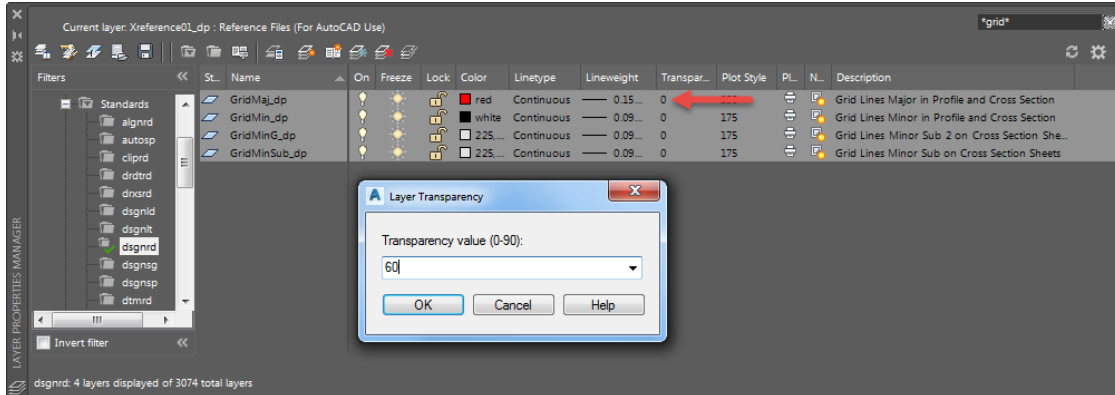 Current layer: Xreference01_dp : Reference Files (For AutoCAD Use)
*grid*
Filters
St... Name On Freeze Lock Color Linetype Lineweight Transpar... Plot Style Pl... N... Description
Standards
algnrd
autosp
cliprd
drdtrd
drxsrd
dsgnld
dsgnlt
dsgnrd
dsgnsg
dsgnsp
dtmrd
GridMaj_dp red Continuous 0.15... 0 Grid Lines Major in Profile and Cross Section
GridMin_dp white Continuous 0.09... 0 175 Grid Lines Minor in Profile and Cross Section
GridMinG_dp 225,... Continuous 0.09... 0 175 Grid Lines Minor Sub 2 on Cross Section She...
GridMinSub_dp 225,... Continuous 0.09... 0 175 Grid Lines Minor Sub on Cross Section Sheets
Layer Transparency
Transparency value (0-90):
60
OK Cancel Help
Invert filter
LAYER PROPERTIES MANAGER
dsgnrd: 4 layers displayed of 3074 total layers